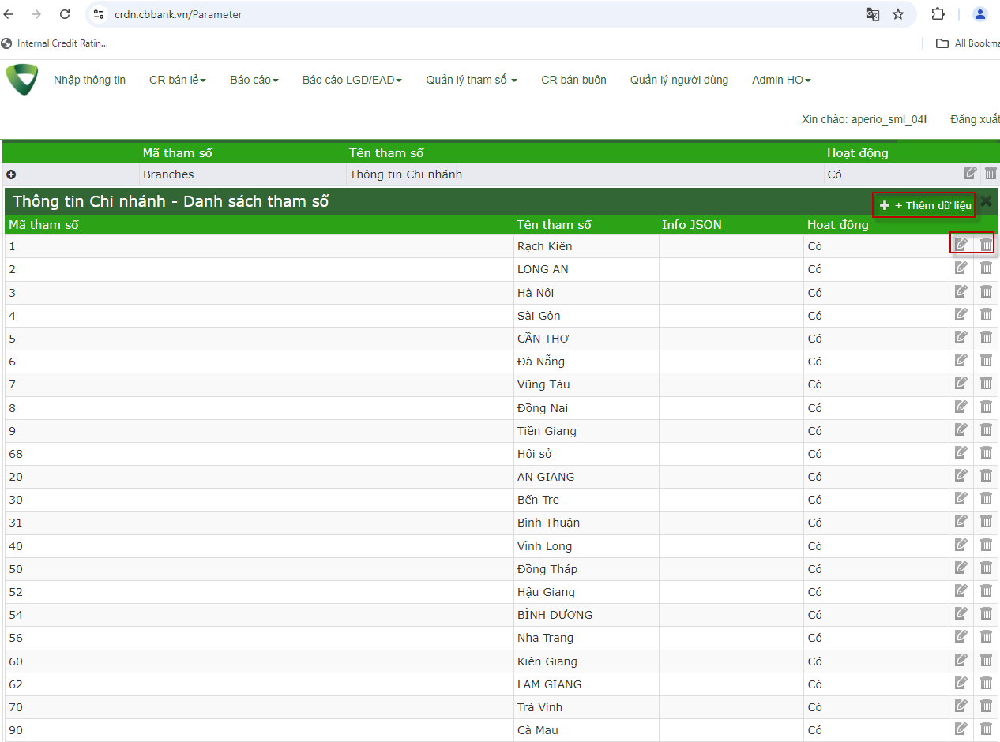 crdn.cbbank.vn/Parameter
Internal Credit Ratin...
All Bookma
Nhập thông tin CR bán lẻ Báo cáo Báo cáo LGD/EAD Quản lý tham số CR bán buôn Quản lý người dùng Admin HO
Xin chào: aperio_sml_04! Đăng xuất
Mã tham số Tên tham số Hoạt động
Branches Thông tin Chi nhánh Có
Thông tin Chi nhánh - Danh sách tham số + Thêm dữ liệu
Mã tham số Tên tham số Info JSON Hoạt động
1 Rạch Kiến Có
2 LONG AN Có
3 Hà Nội Có
4 Sài Gòn Có
5 CẦN THƠ Có
6 Đà Nẵng Có
7 Vũng Tàu Có
8 Đồng Nai Có
9 Tiền Giang Có
68 Hội sở Có
20 AN GIANG Có
30 Bến Tre Có
31 Bình Thuận Có
40 Vĩnh Long Có
50 Đồng Tháp Có
52 Hậu Giang Có
54 BÌNH DƯƠNG Có
56 Nha Trang Có
60 Kiên Giang Có
62 LAM GIANG Có
70 Trà Vinh Có
90 Cà Mau Có